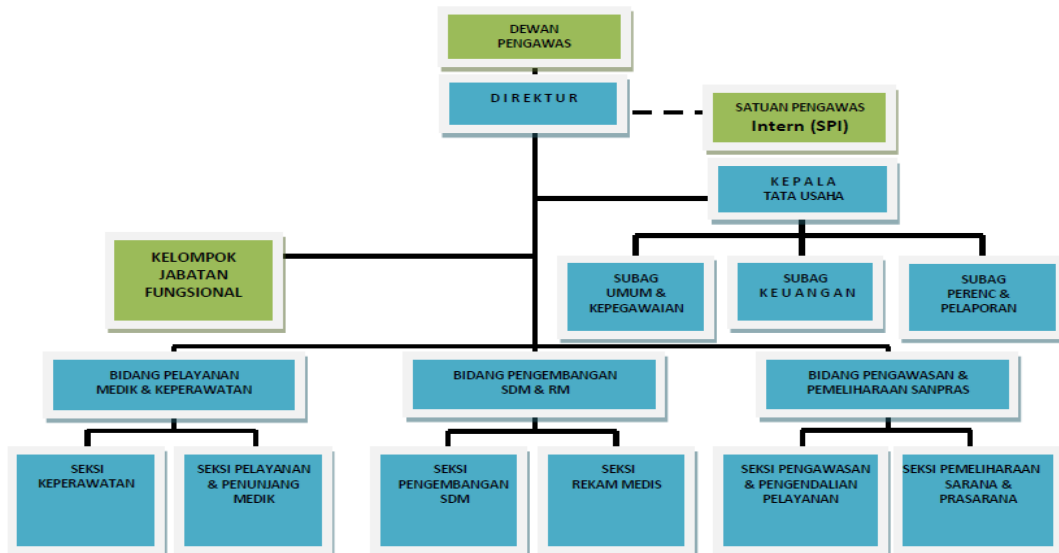 DEWAN
PENGAWAS
D I R E K T U R
SATUAN PENGAWAS
Intern (SPI)
K E P A L A
TATA USAHA
KELOMPOK
JABATAN
FUNGSIONAL
SUBAG
UMUM &
KEPEGAWAIAN
SUBAG
K E U A N G A N
SUBAG
PERENC &
PELAPORAN
BIDANG PELAYANAN
MEDIK & KEPERAWATAN
BIDANG PENGEMBANGAN
SDM & RM
BIDANG PENGAWASAN &
PEMELIHARAAN SANPRAS
SEKSI
KEPERAWATAN
SEKSI PELAYANAN
& PENUNJANG
MEDIK
SEKSI
PENGEMBANGAN
SDM
SEKSI
REKAM MEDIS
SEKSI PENGAWASAN
& PENGENDALIAN
PELAYANAN
SEKSI PEMELIHARAAN
SARANA &
PRASARANA